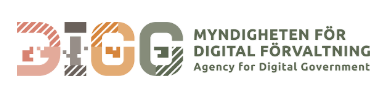 DIGG
MYNDIGHETEN FÖR
DIGITAL FÖRVALTNING
Agency for Digital Government